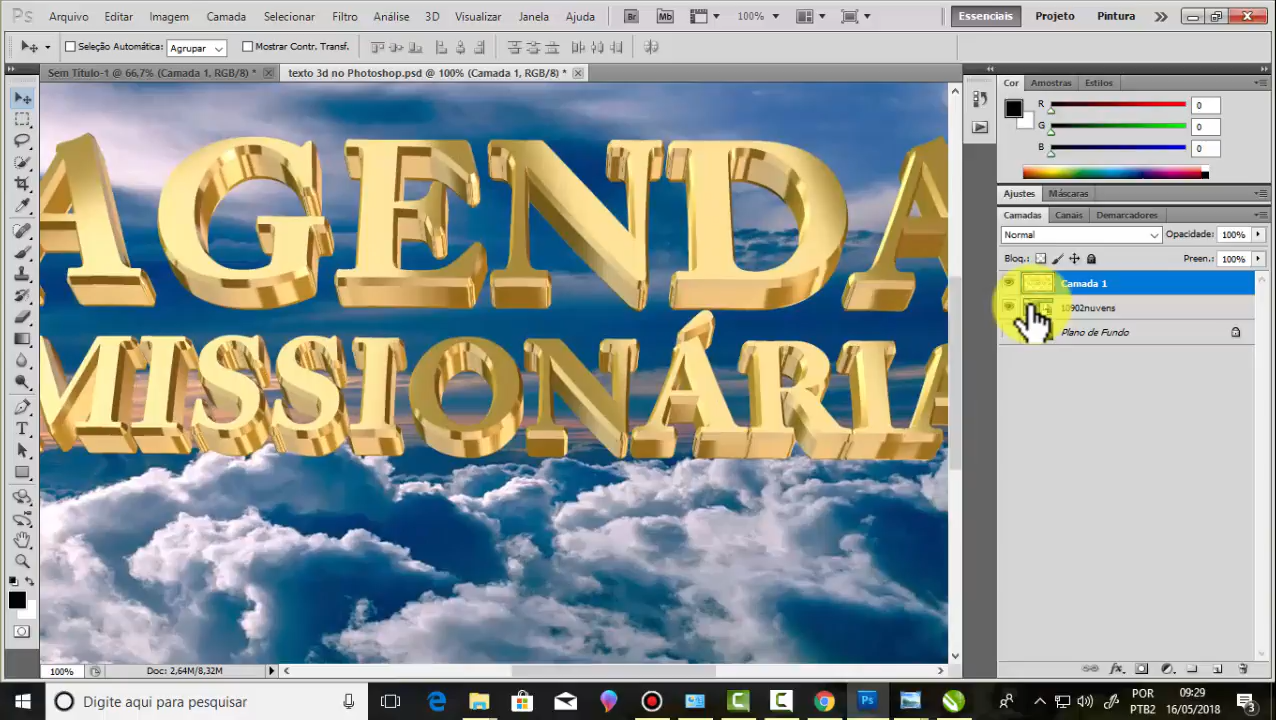 Ps Arquivo Editar Imagem Camada Selecionar Filtro Análise 3D Visualizar Janela Ajuda Br Mb 100% Essenciais Projeto Pintura
Seleção Automática: Agrupar Mostrar Contr. Transf.
Sem Título-1 @ 66,7% (Camada 1, RGB/8) * texto 3d no Photoshop.psd @ 100% (Camada 1, RGB/8) *
Cor Amostras Estilos
R 0
G 0
B 0
Ajustes Máscaras
Camadas Canais Demarcadores
Normal Opacidade: 100%
Bloq.: Preen.: 100%
Camada 1
10902nuvens
Plano de Fundo
AGENDA
MISSIONÁRIA
100% Doc: 2,64M/8,32M
Digite aqui para pesquisar
POR
PTB2
09:29
16/05/2018
3